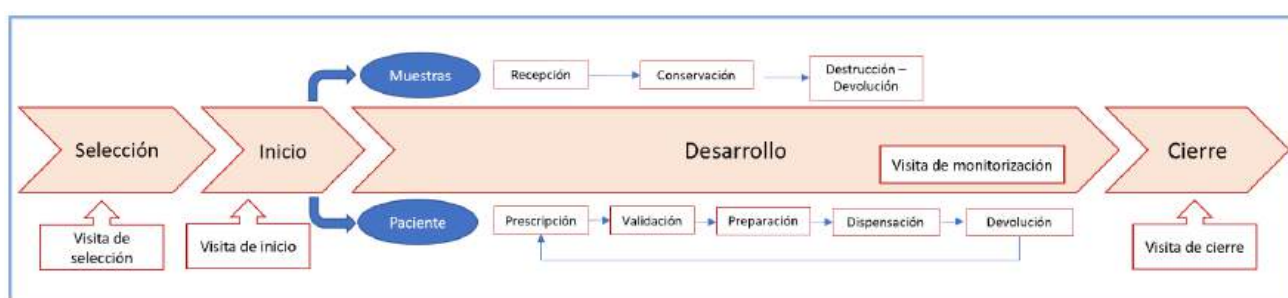 Muestras
Recepción
Conservación
Destrucción –
Devolución
Selección
Inicio
Desarrollo
Visita de monitorización
Cierre
Paciente
Prescripción
Validación
Preparación
Dispensación
Devolución
Visita de
selección
Visita de inicio
Visita de cierre